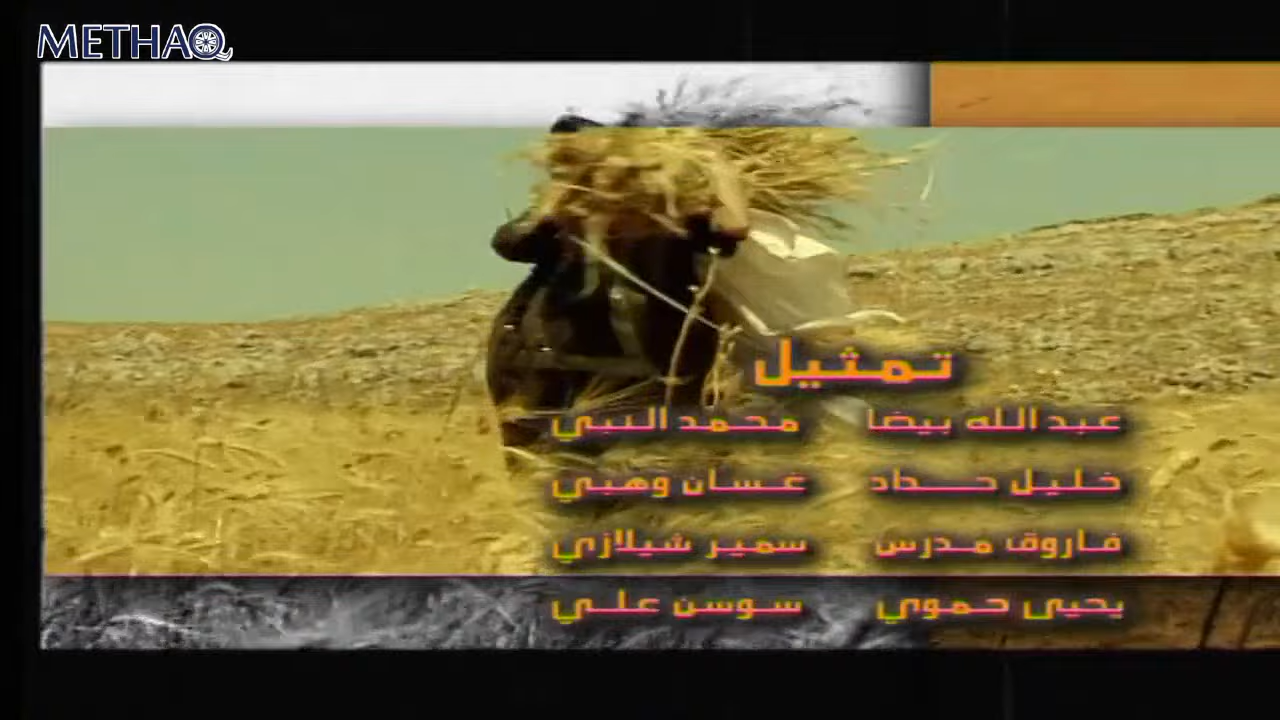 METHAQ
تمثيل
عبد الله بيضا محمد النبي
خليل حداد غسان وهبي
فاروق مدرس سمير شيلازي
يحيى حموي سوسن علي